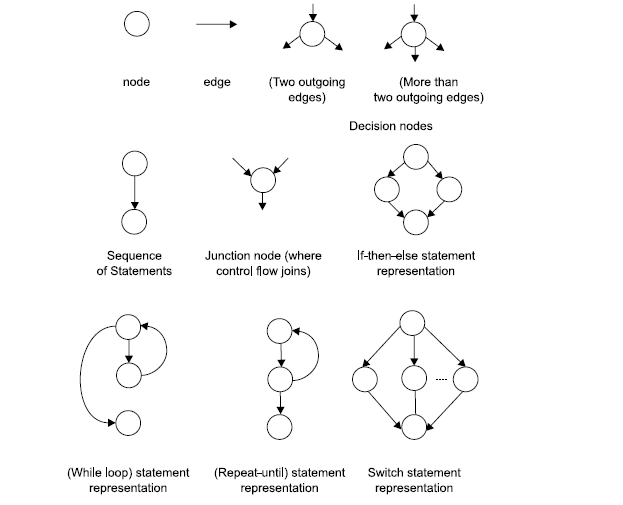 node
edge
(Two outgoing
edges)
(More than
two outgoing edges)
Decision nodes
Sequence
of Statements
Junction node (where
control flow joins)
If-then-else statement
representation
(While loop) statement
representation
(Repeat-until) statement
representation
Switch statement
representation